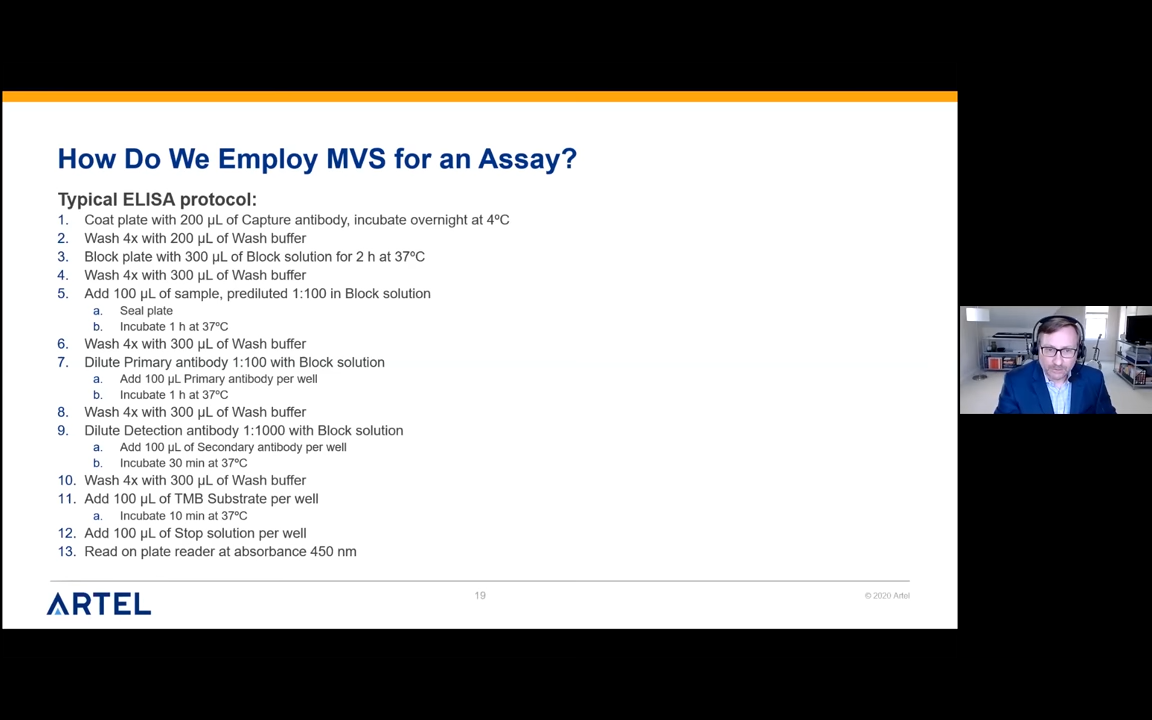 How Do We Employ MVS for an Assay?
Typical ELISA protocol:
1. Coat plate with 200 µL of Capture antibody, incubate overnight at 4ºC
2. Wash 4x with 200 µL of Wash buffer
3. Block plate with 300 µL of Block solution for 2 h at 37ºC
4. Wash 4x with 300 µL of Wash buffer
5. Add 100 µL of sample, prediluted 1:100 in Block solution
a. Seal plate
b. Incubate 1 h at 37ºC
6. Wash 4x with 300 µL of Wash buffer
7. Dilute Primary antibody 1:100 with Block solution
a. Add 100 µL Primary antibody per well
b. Incubate 1 h at 37ºC
8. Wash 4x with 300 µL of Wash buffer
9. Dilute Detection antibody 1:1000 with Block solution
a. Add 100 µL of Secondary antibody per well
b. Incubate 30 min at 37ºC
10. Wash 4x with 300 µL of Wash buffer
11. Add 100 µL of TMB Substrate per well
a. Incubate 10 min at 37ºC
12. Add 100 µL of Stop solution per well
13. Read on plate reader at absorbance 450 nm
ARTEL
19
© 2020 Artel